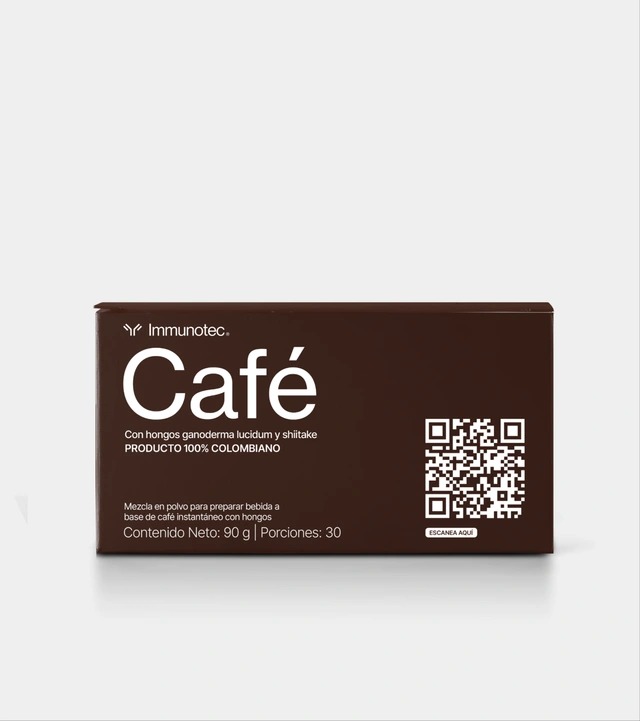 Immunotec®
Café
Con hongos ganoderma lucidum y shiitake
PRODUCTO 100% COLOMBIANO
Mezcla en polvo para preparar bebida a
base de café instantáneo con hongos
Contenido Neto: 90 g | Porciones: 30
ESCANEA AQUÍ